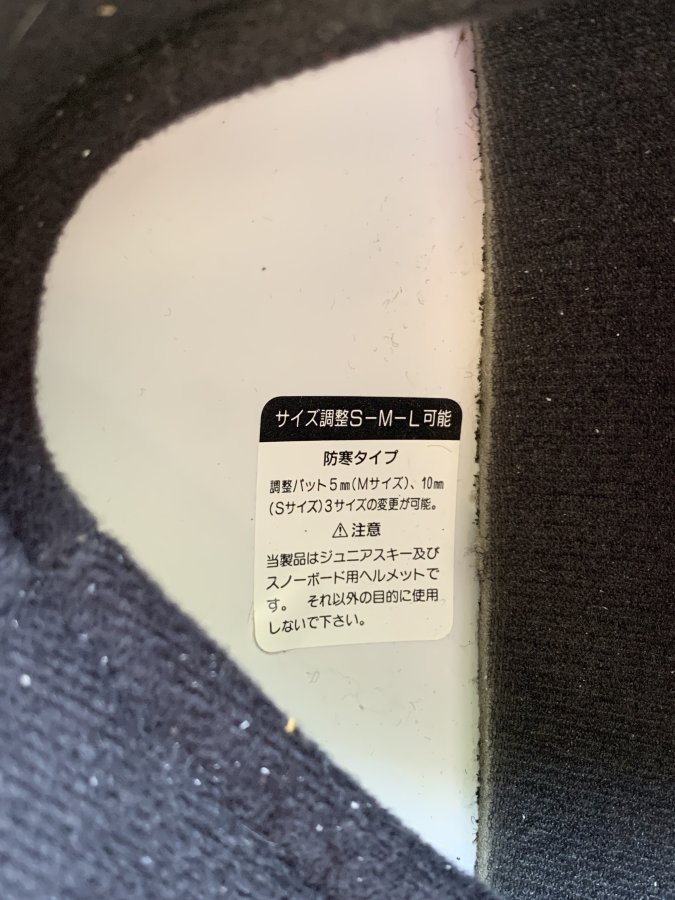 サイズ調整S-M-L可能
防寒タイプ
調整パット5㎜(Mサイズ)、10㎜
(Sサイズ)3サイズの変更が可能。
⚠注意
当製品はジュニアスキー及び
スノーボード用ヘルメットで
す。 それ以外の目的に使用
しないで下さい。